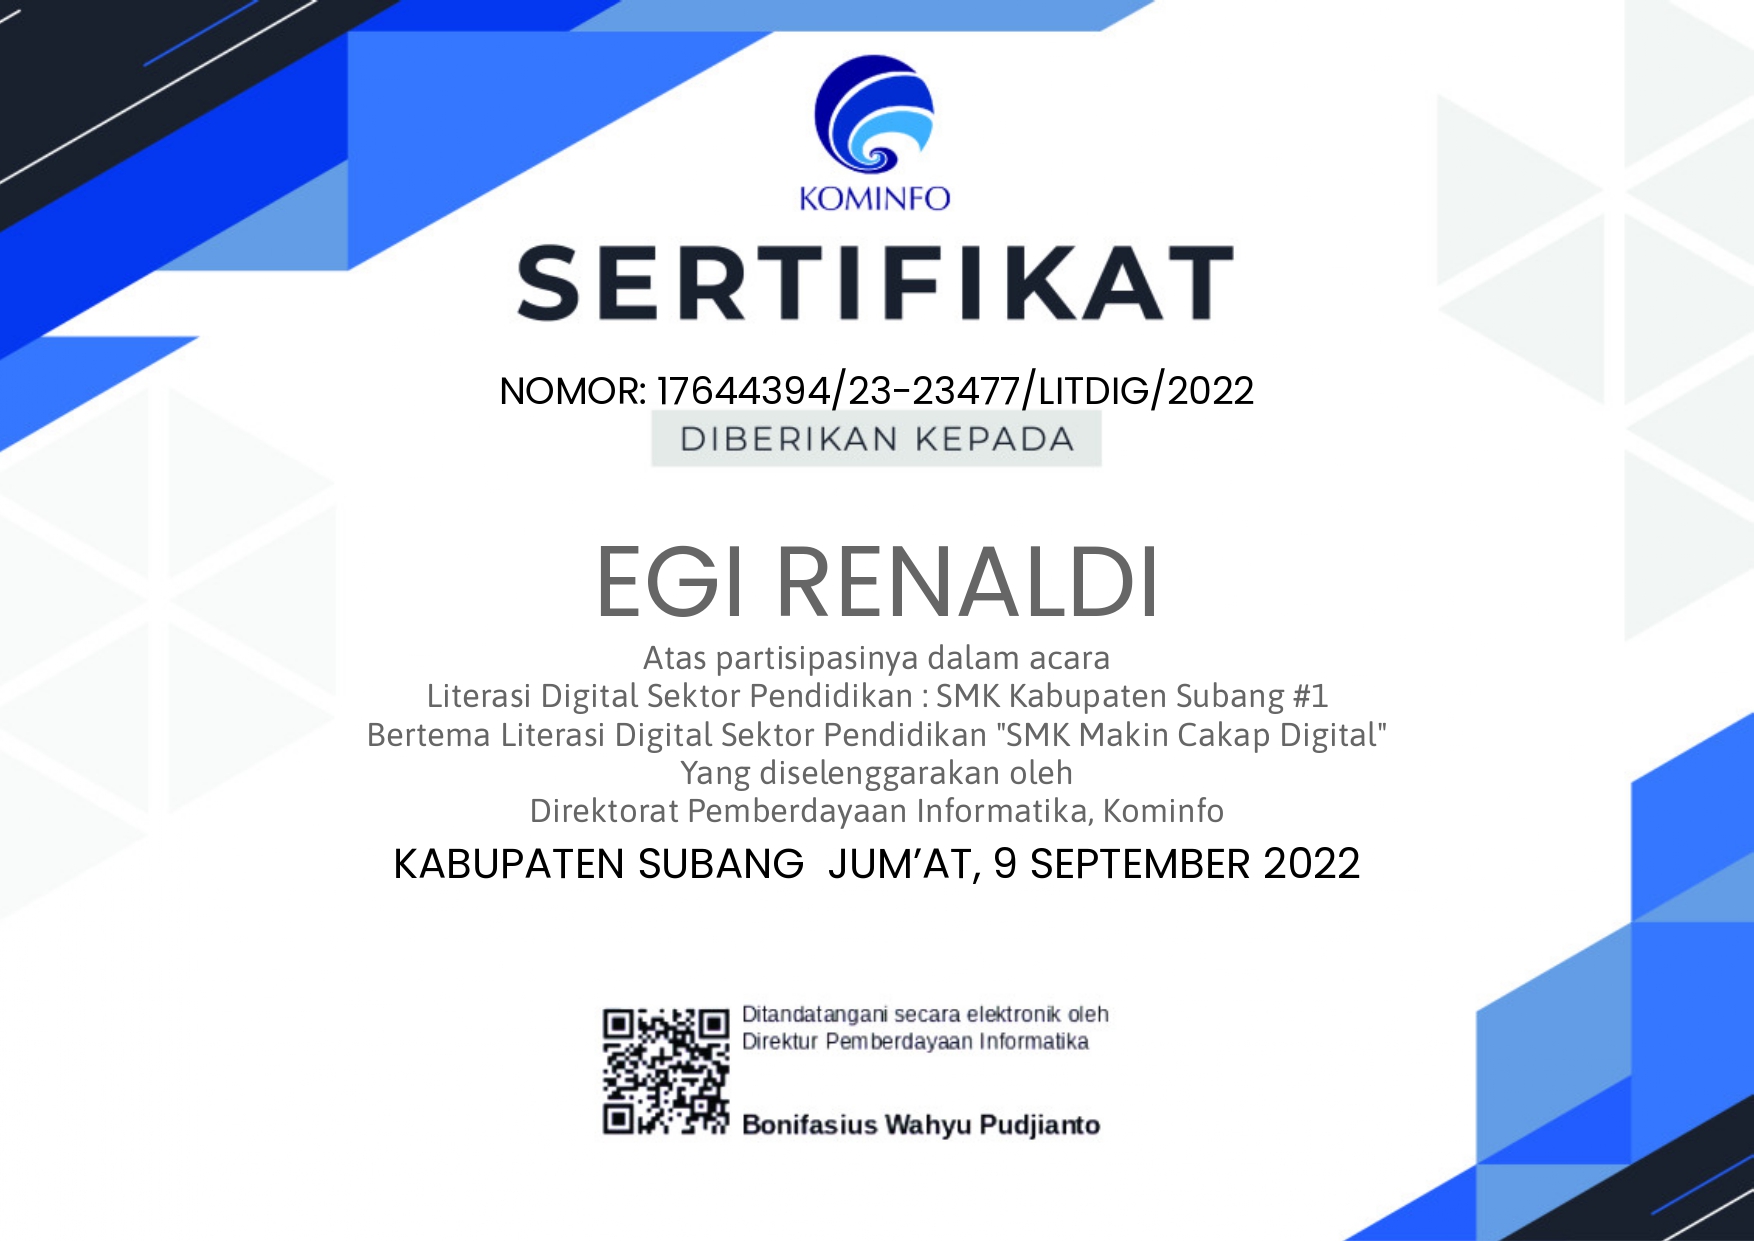 KOMINFO
SERTIFIKAT
NOMOR: 17644394/23-23477/LITDIG/2022
DIBERIKAN KEPADA
EGI RENALDI
Atas partisipasinya dalam acara
Literasi Digital Sektor Pendidikan : SMK Kabupaten Subang #1
Bertema Literasi Digital Sektor Pendidikan "SMK Makin Cakap Digital"
Yang diselenggarakan oleh
Direktorat Pemberdayaan Informatika, Kominfo
KABUPATEN SUBANG  JUM’AT, 9 SEPTEMBER 2022
Ditandatangani secara elektronik oleh
Direktur Pemberdayaan Informatika
Bonifasius Wahyu Pudjianto